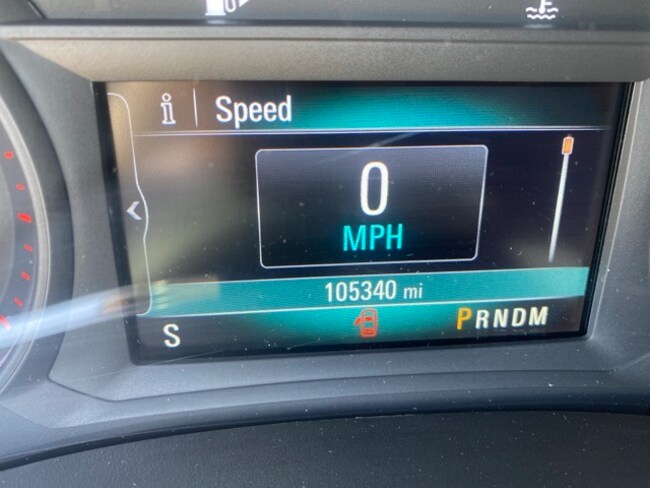 i Speed
0
MPH
105340 mi
S PRNDM